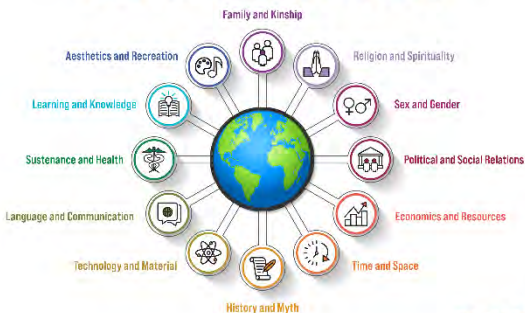 Family and Kinship
Aesthetics and Recreation
Religion and Spirituality
Learning and Knowledge
Sex and Gender
Sustenance and Health
Political and Social Relations
Language and Communication
Economics and Resources
Technology and Material
Time and Space
History and Myth